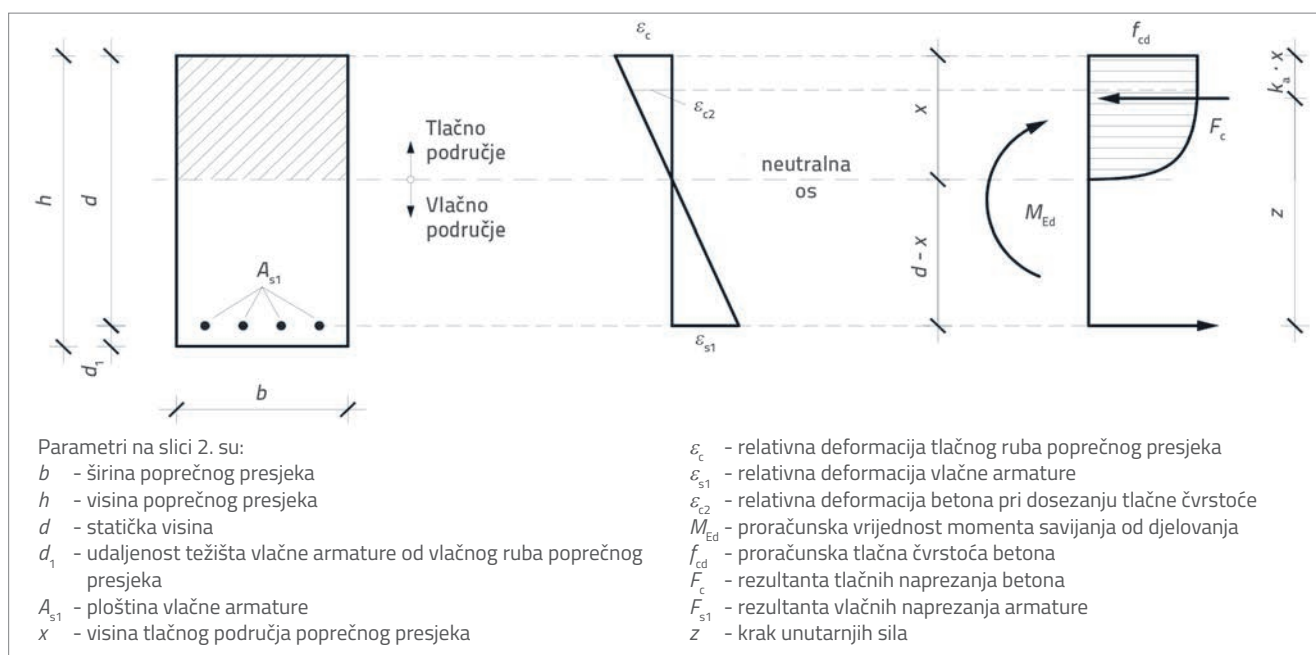 ε_c
f_cd
h
d
x
k_a · x
ε_c2
F_c
Tlačno
područje
neutralna
os
Vlačno
područje
M_Ed
z
d - x
A_s1
ε_s1
d_1
b
Parametri na slici 2. su:
b - širina poprečnog presjeka
h - visina poprečnog presjeka
d - statička visina
d_1 - udaljenost težišta vlačne armature od vlačnog ruba poprečnog
presjeka
A_s1 - ploština vlačne armature
x - visina tlačnog područja poprečnog presjeka
ε_c - relativna deformacija tlačnog ruba poprečnog presjeka
ε_s1 - relativna deformacija vlačne armature
ε_c2 - relativna deformacija betona pri dosezanju tlačne čvrstoće
M_Ed - proračunska vrijednost momenta savijanja od djelovanja
f_cd - proračunska tlačna čvrstoća betona
F_c - rezultanta tlačnih naprezanja betona
F_s1 - rezultanta vlačnih naprezanja armature
z - krak unutarnjih sila